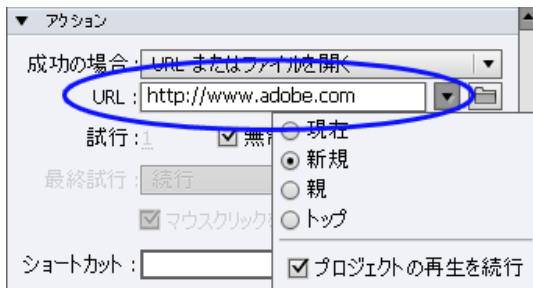 ▼ アクション
成功の場合 : URL またはファイルを開く
URL : http://www.adobe.com
試行 : 1 無
現在
新規
最終試行 : 続行
親
マウスクリックを
トップ
ショートカット :
プロジェクトの再生を続行